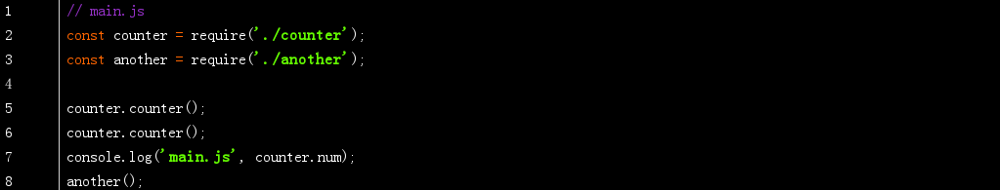 1 // main.js
2 const counter = require('./counter');
3 const another = require('./another');
4
5 counter.counter();
6 counter.counter();
7 console.log('main.js', counter.num);
8 another();